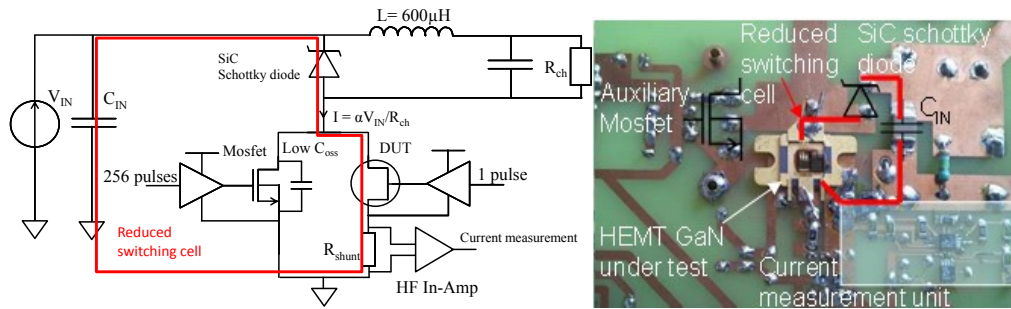 L= 600µH
SiC
Schottky diode
R_ch
V_IN
C_IN
I = αV_IN/R_ch
Mosfet
Low C_oss
DUT
256 pulses
1 pulse
Reduced
switching cell
R_shunt
Current measurement
HF In-Amp
Reduced
switching
cell
SiC schottky
diode
Auxiliary
Mosfet
C_IN
HEMT GaN
under test
Current
measurement unit